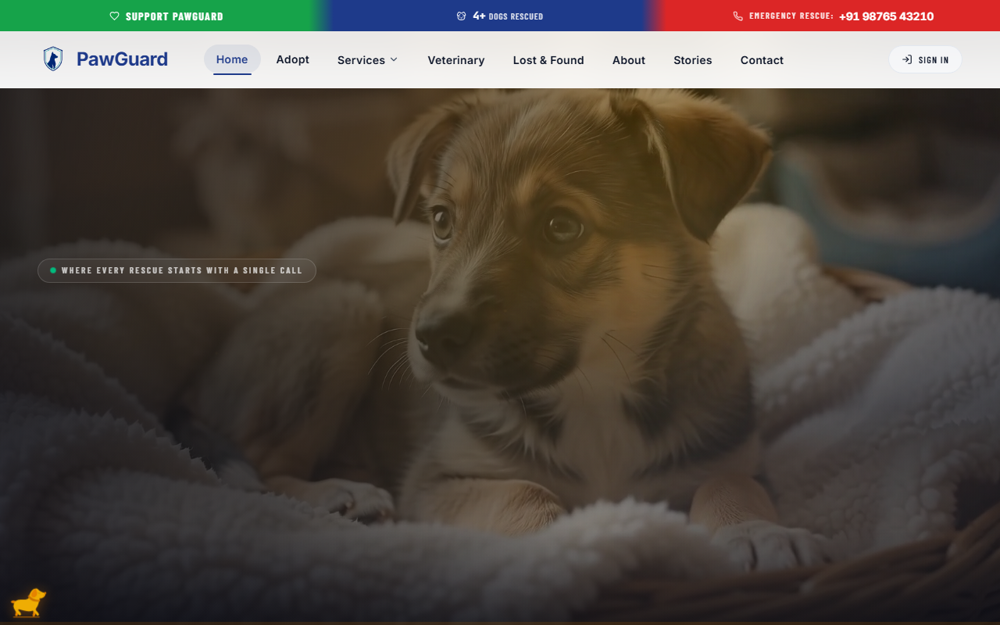 SUPPORT PAWGUARD
4+ DOGS RESCUED
EMERGENCY RESCUE: +91 98765 43210
PawGuard
Home
Adopt
Services
Veterinary
Lost & Found
About
Stories
Contact
SIGN IN
WHERE EVERY RESCUE STARTS WITH A SINGLE CALL